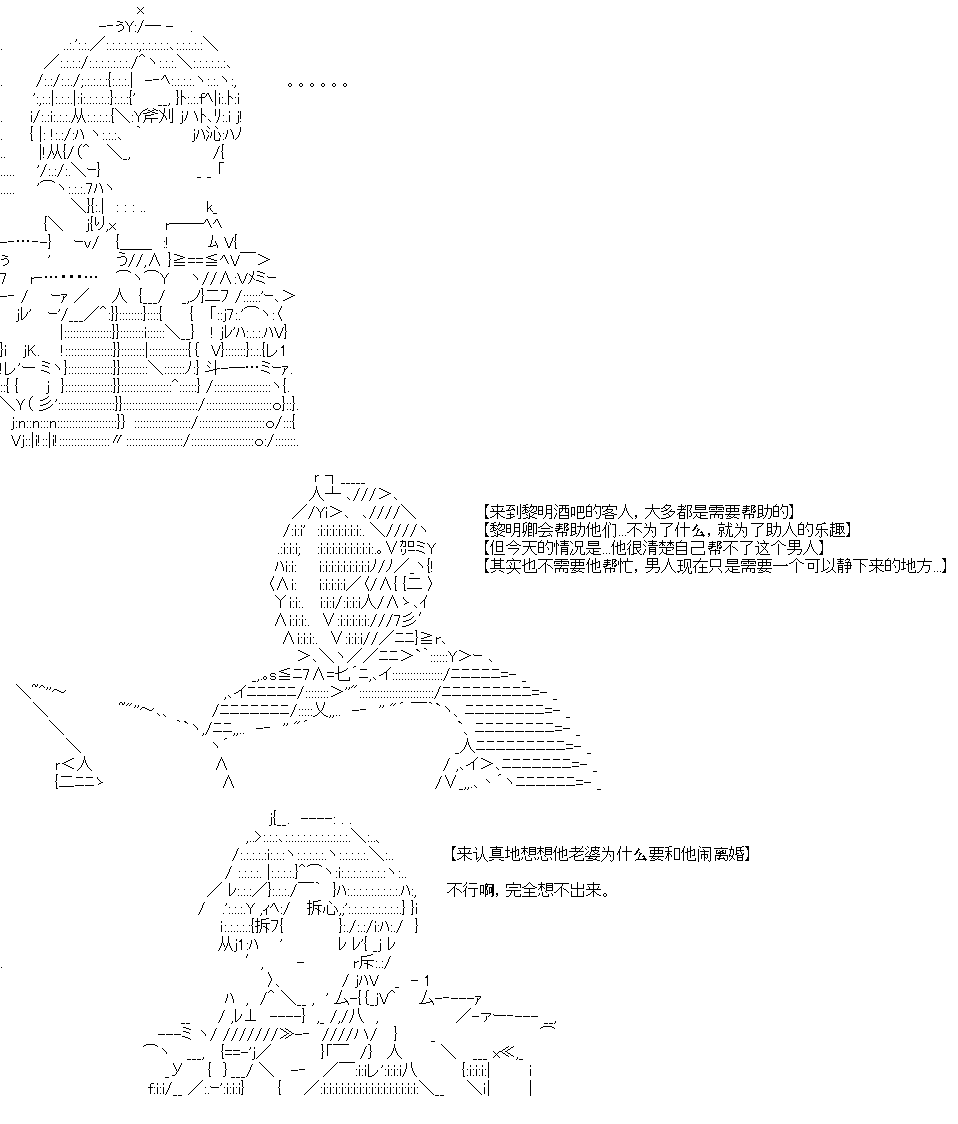 。。。。。。
【来到黎明酒吧的客人，大多都是需要帮助的】
【黎明卿会帮助他们...不为了什么，就为了助人的乐趣】
【但今天的情况是...他很清楚自己帮不了这个男人】
【其实也不需要他帮忙，男人现在只是需要一个可以静下来的地方...】
【来认真地想想他老婆为什么要和他闹离婚】
不行啊，完全想不出来。